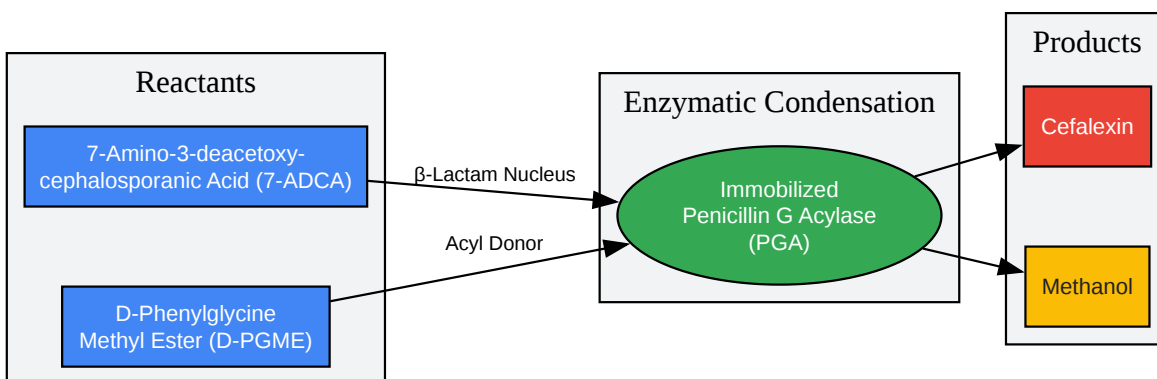 Reactants
7-Amino-3-deacetoxy-
cephalosporanic Acid (7-ADCA)
D-Phenylglycine
Methyl Ester (D-PGME)
β-Lactam Nucleus
Acyl Donor
Enzymatic Condensation
Immobilized
Penicillin G Acylase
(PGA)
Products
Cefalexin
Methanol